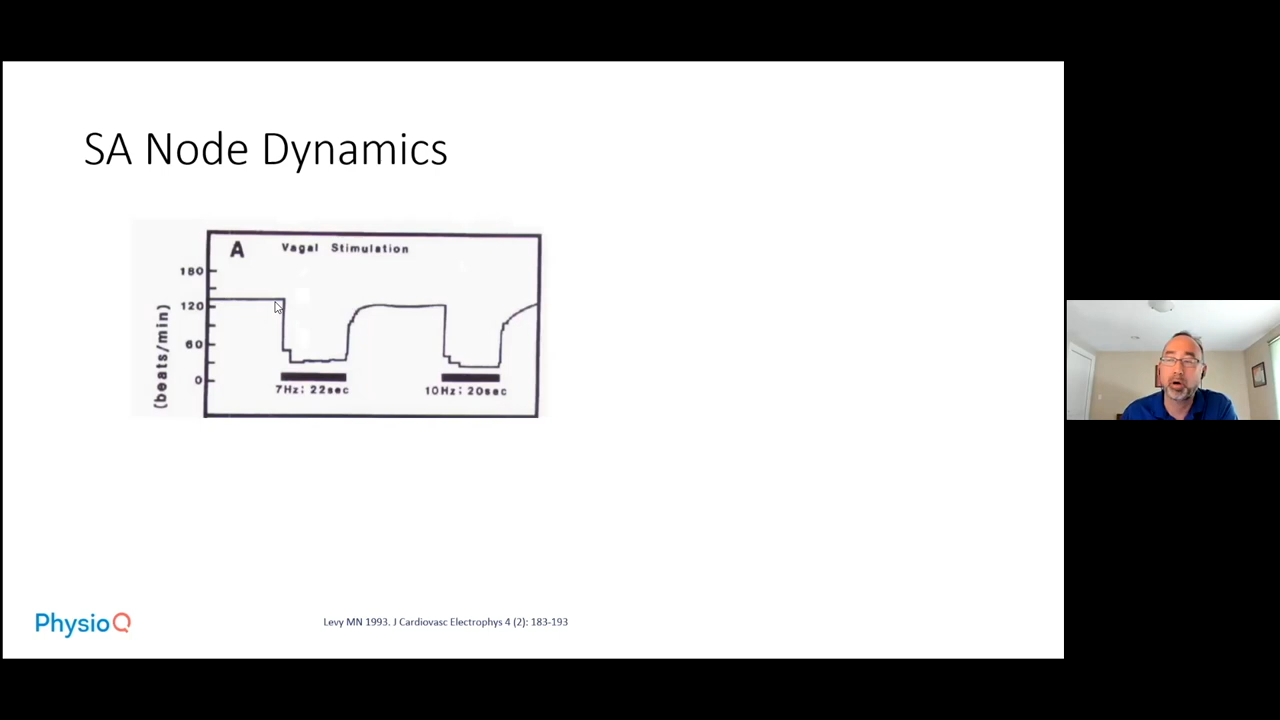 SA Node Dynamics
A Vagal Stimulation
180
120
60
0
(beats/min)
7Hz; 22sec
10Hz; 20sec
PhysioQ
Levy MN 1993. J Cardiovasc Electrophys 4 (2): 183-193